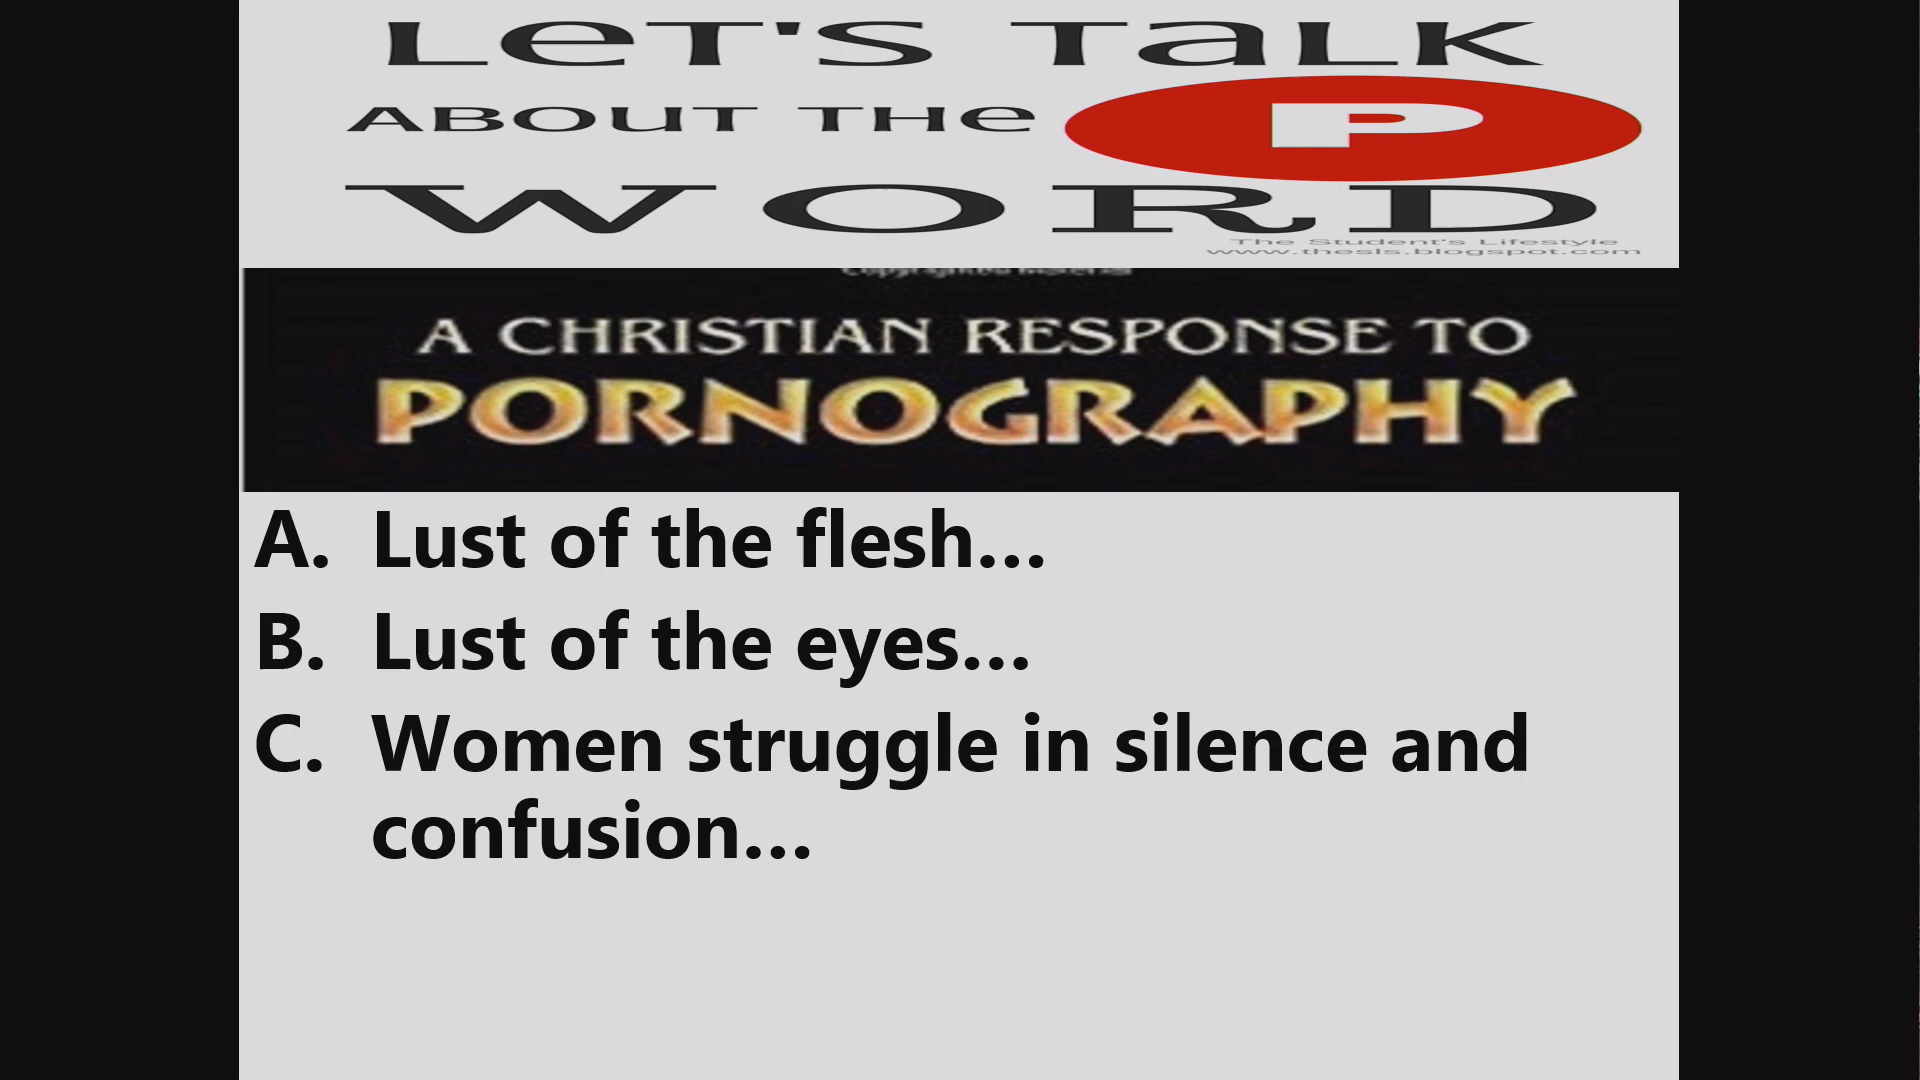 LET'S TALK
ABOUT THE P
WORD
The Student's Lifestyle
www.thesls.blogspot.com
A CHRISTIAN RESPONSE TO
PORNOGRAPHY
A. Lust of the flesh...
B. Lust of the eyes...
C. Women struggle in silence and
confusion...